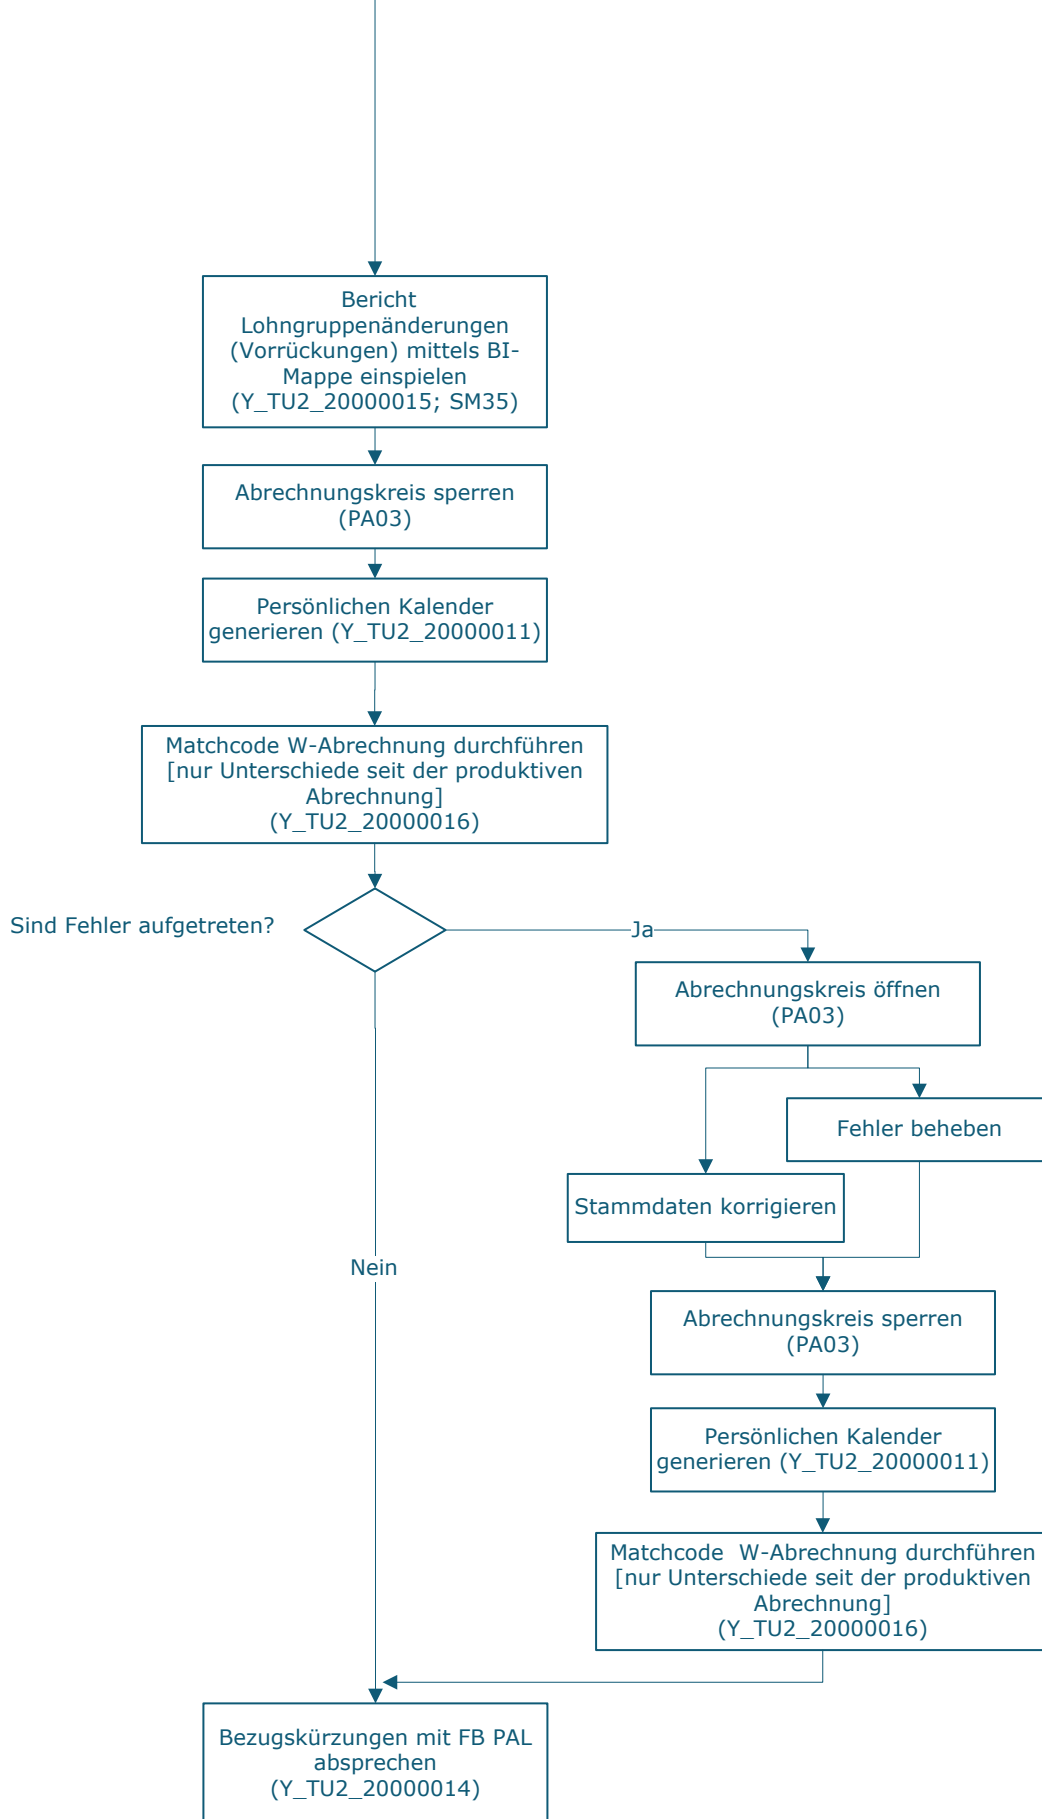 Bericht
Lohngruppenänderungen
(Vorrückungen) mittels BI-
Mappe einspielen
(Y_TU2_20000015; SM35)
Abrechnungskreis sperren
(PA03)
Persönlichen Kalender
generieren (Y_TU2_20000011)
Matchcode W-Abrechnung durchführen
[nur Unterschiede seit der produktiven
Abrechnung]
(Y_TU2_20000016)
Sind Fehler aufgetreten?
Ja
Abrechnungskreis öffnen
(PA03)
Fehler beheben
Stammdaten korrigieren
Nein
Abrechnungskreis sperren
(PA03)
Persönlichen Kalender
generieren (Y_TU2_20000011)
Matchcode  W-Abrechnung durchführen
[nur Unterschiede seit der produktiven
Abrechnung]
(Y_TU2_20000016)
Bezugskürzungen mit FB PAL
absprechen
(Y_TU2_20000014)